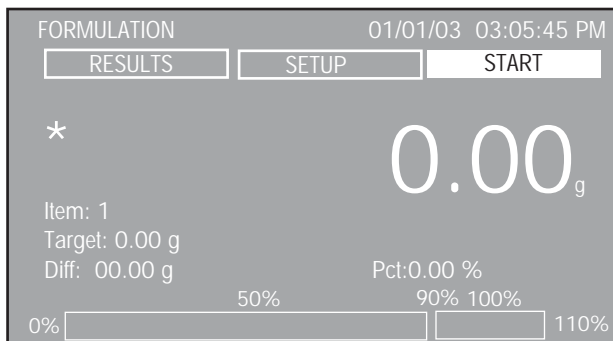 FORMULATION 01/01/03 03:05:45 PM
RESULTS SETUP START
* 0.00 g
Item: 1
Target: 0.00 g
Diff: 00.00 g Pct:0.00 %
50% 90% 100%
0% 110%